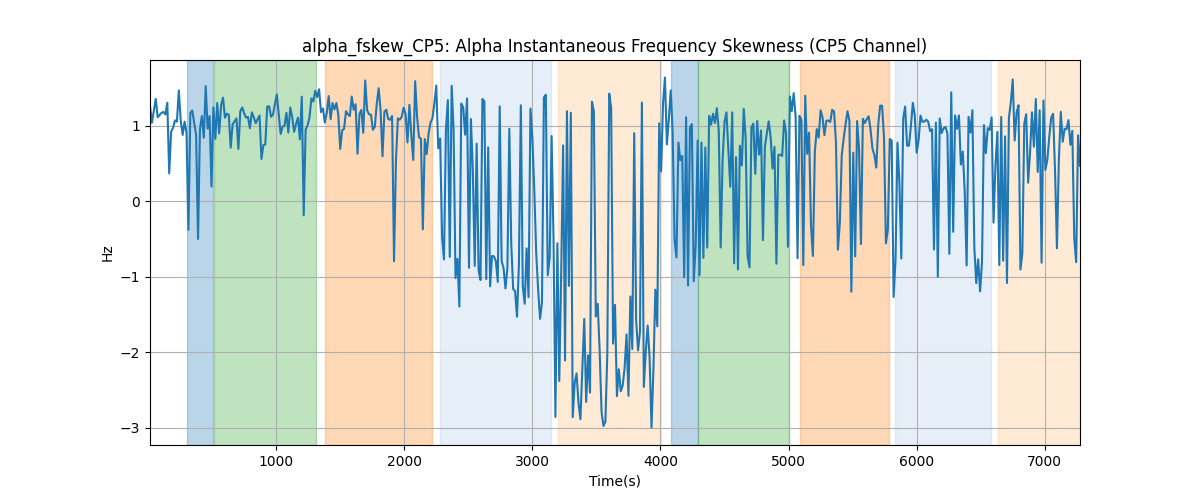 alpha_fskew_CP5: Alpha Instantaneous Frequency Skewness (CP5 Channel)
1
0
−1
−2
−3
Hz
1000 2000 3000 4000 5000 6000 7000
Time(s)